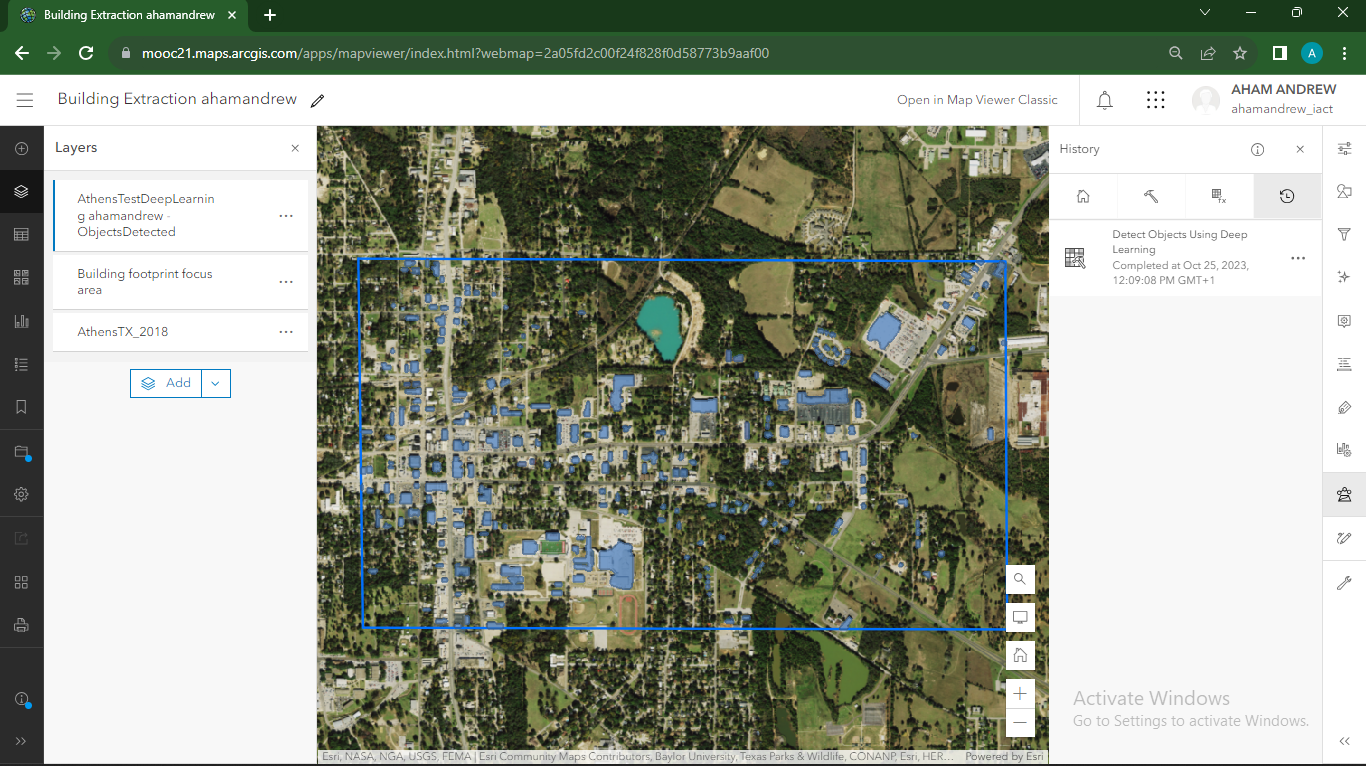 Building Extraction ahamandrew
mooc21.maps.arcgis.com/apps/mapviewer/index.html?webmap=2a05fd2c00f24f828f0d58773b9aaf00
A
Building Extraction ahamandrew
Open in Map Viewer Classic
AHAM ANDREW
ahamandrew_iact
Layers
AthensTestDeepLearnin
g ahamandrew -
ObjectsDetected
Building footprint focus
area
AthensTX_2018
Add
History
TX
Detect Objects Using Deep
Learning
Completed at Oct 25, 2023,
12:09:08 PM GMT+1
Activate Windows
Go to Settings to activate Windows.
Esri, NASA, NGA, USGS, FEMA | Esri Community Maps Contributors, Baylor University, Texas Parks & Wildlife, CONANP, Esri, HER... Powered by Esri